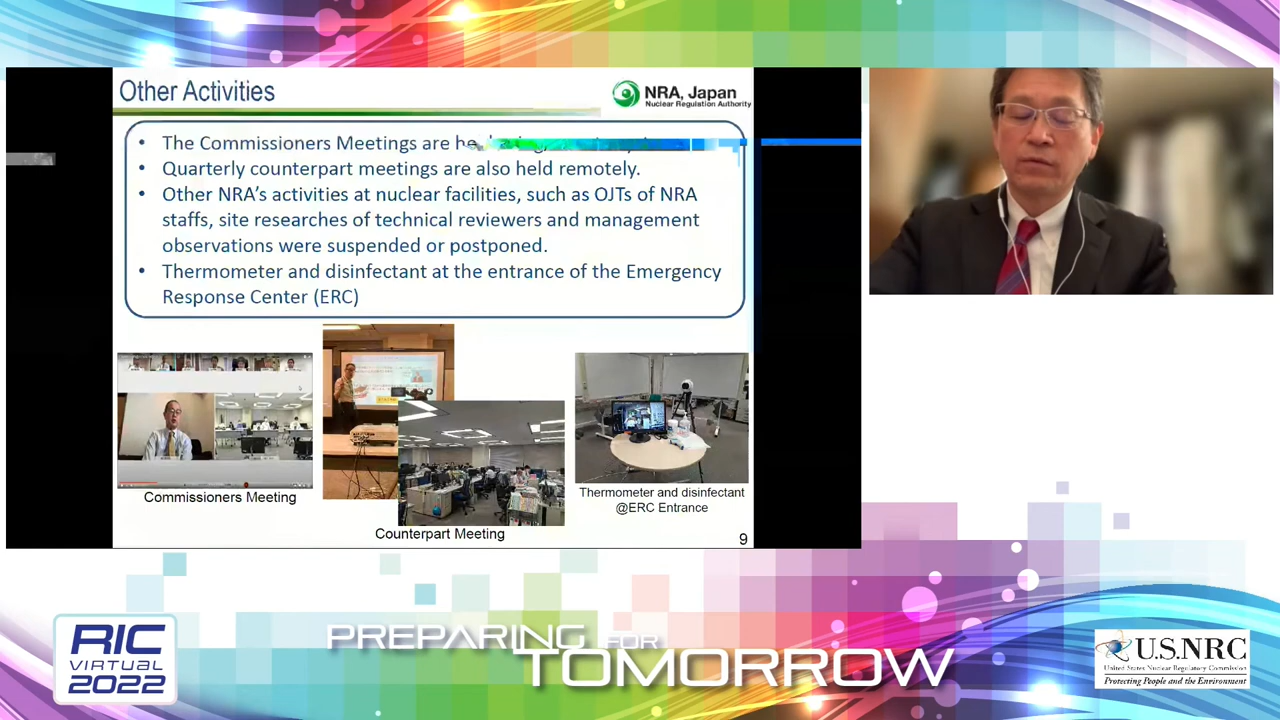 Other Activities
NRA, Japan
Nuclear Regulation Authority
• The Commissioners Meetings are
• Quarterly counterpart meetings are also held remotely.
• Other NRA's activities at nuclear facilities, such as OJTs of NRA
staffs, site researches of technical reviewers and management
observations were suspended or postponed.
• Thermometer and disinfectant at the entrance of the Emergency
Response Center (ERC)
Commissioners Meeting
Counterpart Meeting
Thermometer and disinfectant
@ERC Entrance
9
RIC
VIRTUAL
2022
PREPARING FOR
TOMORROW
U.S.NRC
United States Nuclear Regulatory Commission
Protecting People and the Environment